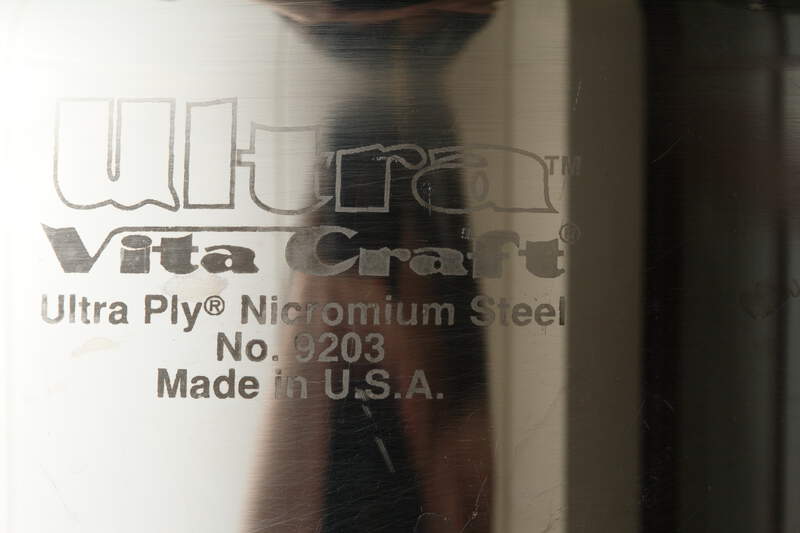 ultra™
Vita Craft®
Ultra Ply® Nicromium Steel
No. 9203
Made in U.S.A.